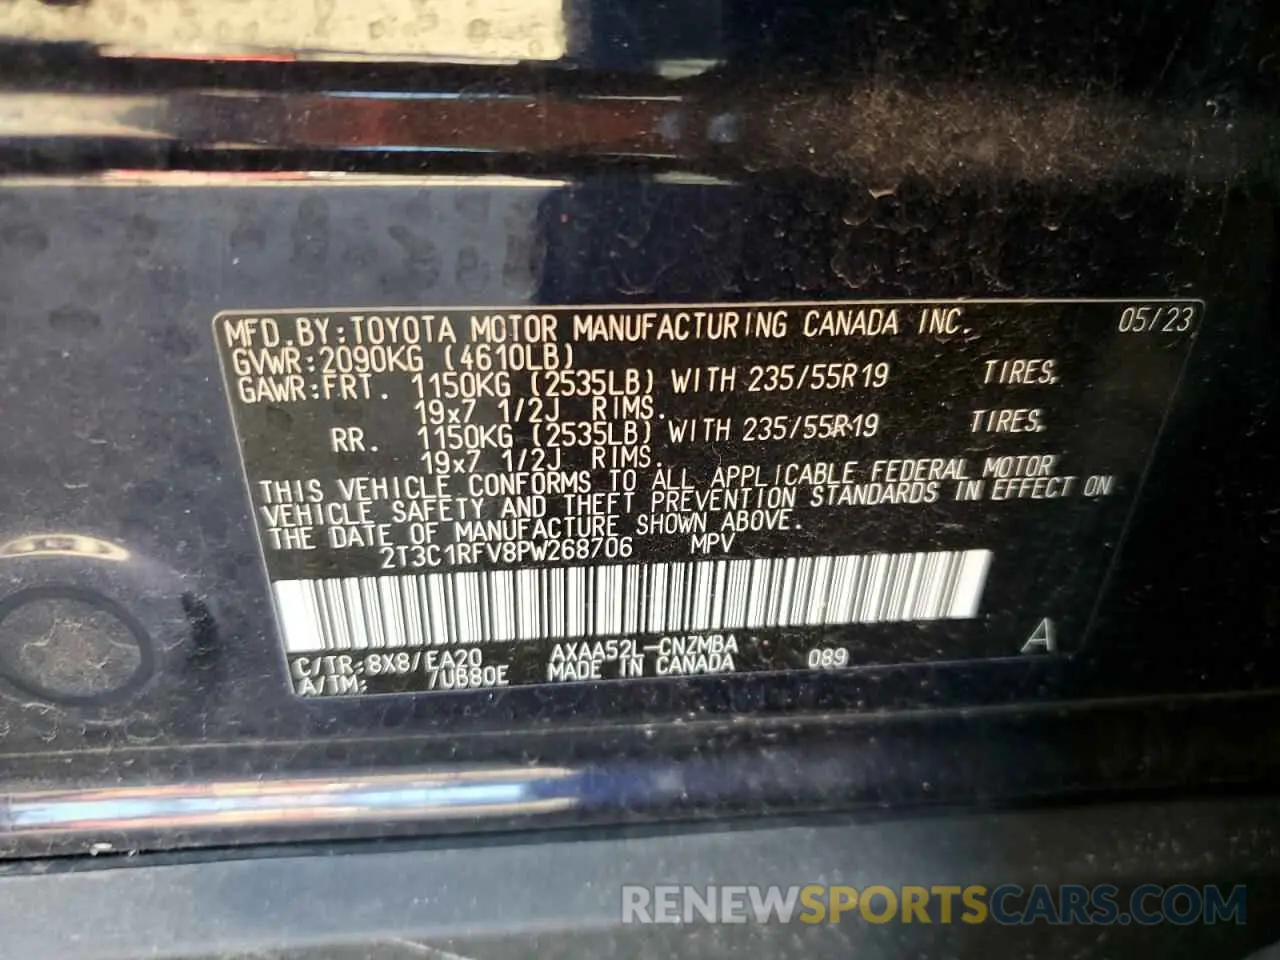 MFD.BY:TOYOTA MOTOR MANUFACTURING CANADA INC. 05/23
GVWR:2090KG (4610LB)
GAWR:FRT. 1150KG (2535LB) WITH 235/55R19 TIRES,
19x7 1/2J RIMS.
RR. 1150KG (2535LB) WITH 235/55R19 TIRES,
19x7 1/2J RIMS.
THIS VEHICLE CONFORMS TO ALL APPLICABLE FEDERAL MOTOR
VEHICLE SAFETY AND THEFT PREVENTION STANDARDS IN EFFECT ON
THE DATE OF MANUFACTURE SHOWN ABOVE.
2T3C1RFV8PW268706 MPV
C/TR:8X8/EA20 AXAA52L-CNZMBA 089 A
A/TM: /UB80E MADE IN CANADA
RENEWSPORTSCARS.COM